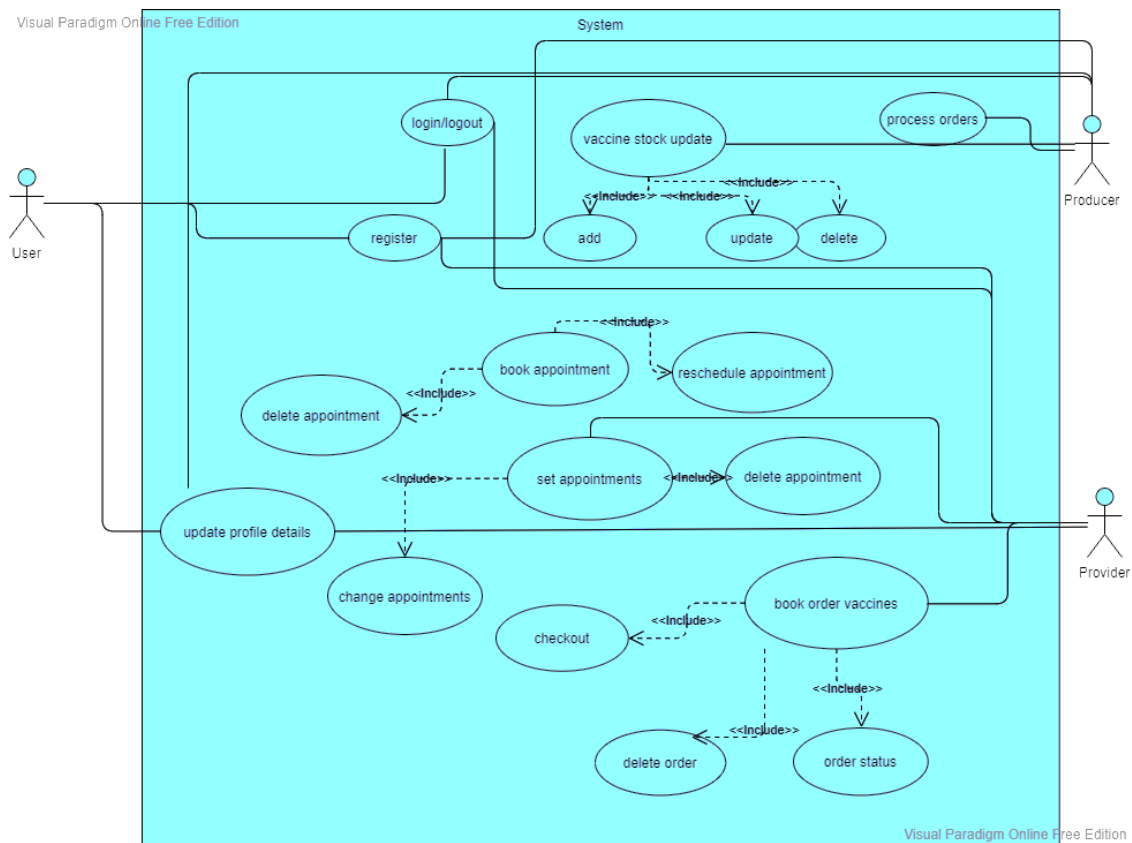 Visual Paradigm Online Free Edition
System
login/logout
vaccine stock update
process orders
<<Include>>
<<Include>>
<<Include>>
User
Producer
register
add
update
delete
<<Include>>
book appointment
reschedule appointment
<<Include>>
delete appointment
<<Include>>
set appointments
<<Include>>
delete appointment
update profile details
Provider
change appointments
book order vaccines
<<Include>>
checkout
<<Include>>
<<Include>>
delete order
order status
Visual Paradigm Online Free Edition